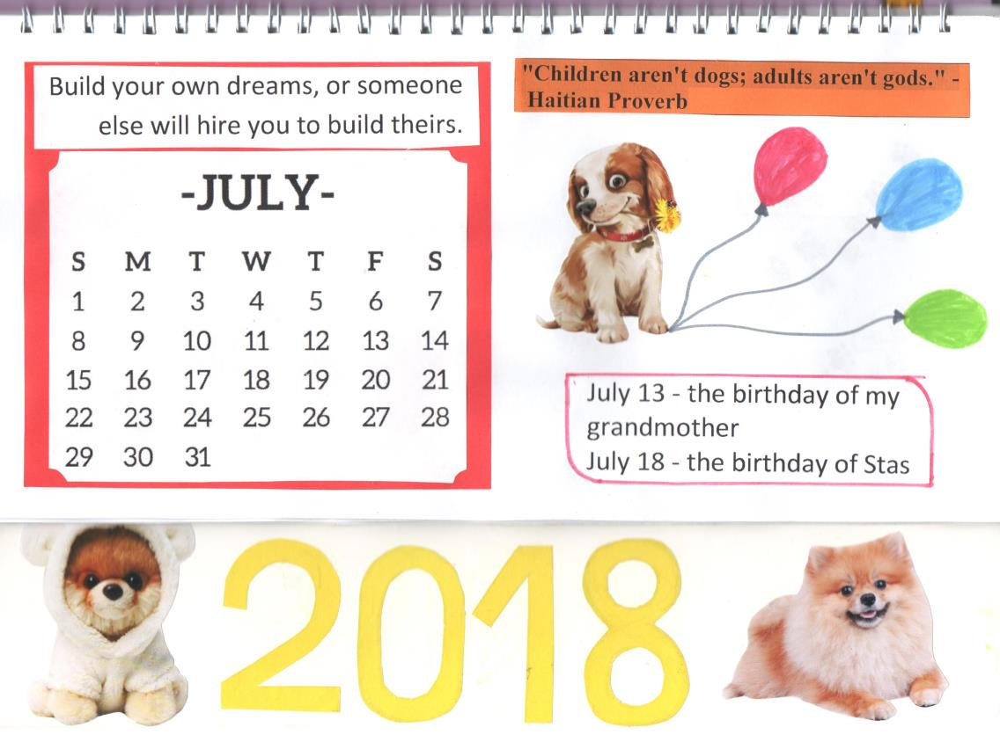 Build your own dreams, or someone
else will hire you to build theirs.
-JULY-
S M T W T F S
1 2 3 4 5 6 7
8 9 10 11 12 13 14
15 16 17 18 19 20 21
22 23 24 25 26 27 28
29 30 31
"Children aren't dogs; adults aren't gods." -
Haitian Proverb
July 13 - the birthday of my
grandmother
July 18 - the birthday of Stas
2018